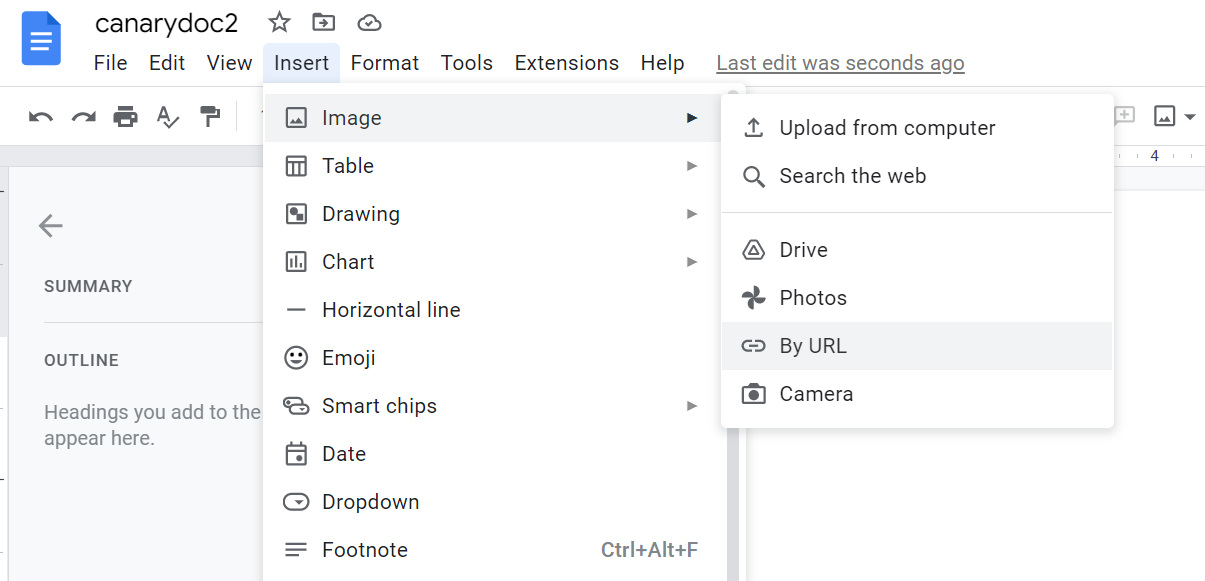 canarydoc2
File Edit View Insert Format Tools Extensions Help Last edit was seconds ago
4
SUMMARY
OUTLINE
Headings you add to the
appear here.
Image
Table
Drawing
Chart
Horizontal line
Emoji
Smart chips
Date
Dropdown
Footnote Ctrl+Alt+F
Upload from computer
Search the web
Drive
Photos
By URL
Camera